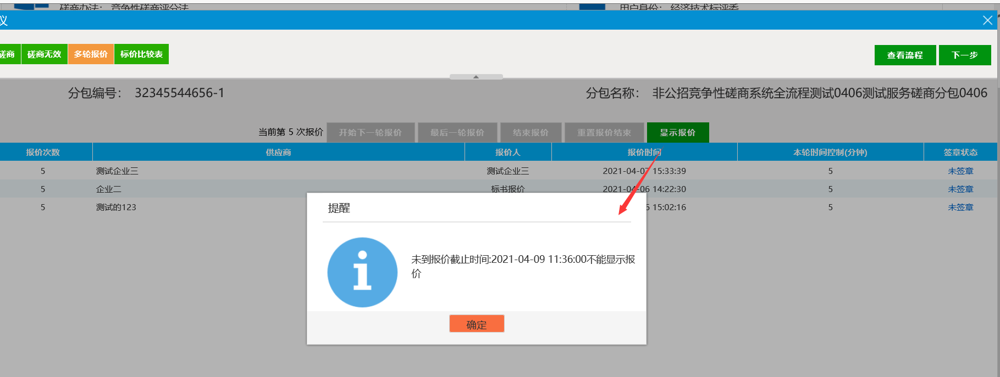 磋商办法： 竞争性磋商评分法 用户身份： 经济技术标评委
议
磋商 磋商无效 多轮报价 标价比较表 查看流程 下一步
分包编号： 32345544656-1 分包名称： 非公招竞争性磋商系统全流程测试0406测试服务磋商分包0406
当前第 5 次报价 开始下一轮报价 最后一轮报价 结束报价 重置报价结束 显示报价
报价次数 供应商 报价人 报价时间 本轮时间控制(分钟) 签章状态
5 测试企业三 测试企业三 2021-04-07 15:33:39 5 未签章
5 企业二 标书报价 2021-04-06 14:22:30 5 未签章
5 测试的123 6 15:02:16 5 未签章
提醒
未到报价截止时间:2021-04-09 11:36:00不能显示报
价
确定